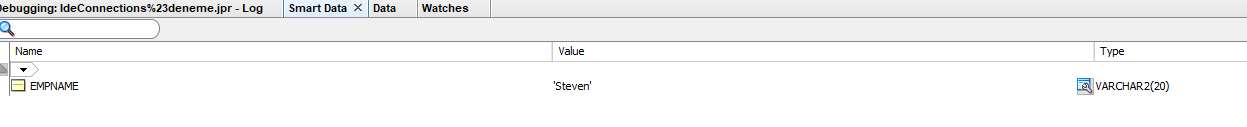 Debugging: IdeConnections%23deneme.jpr - Log Smart Data Data Watches
Name Value Type
EMPNAME 'Steven' VARCHAR2(20)